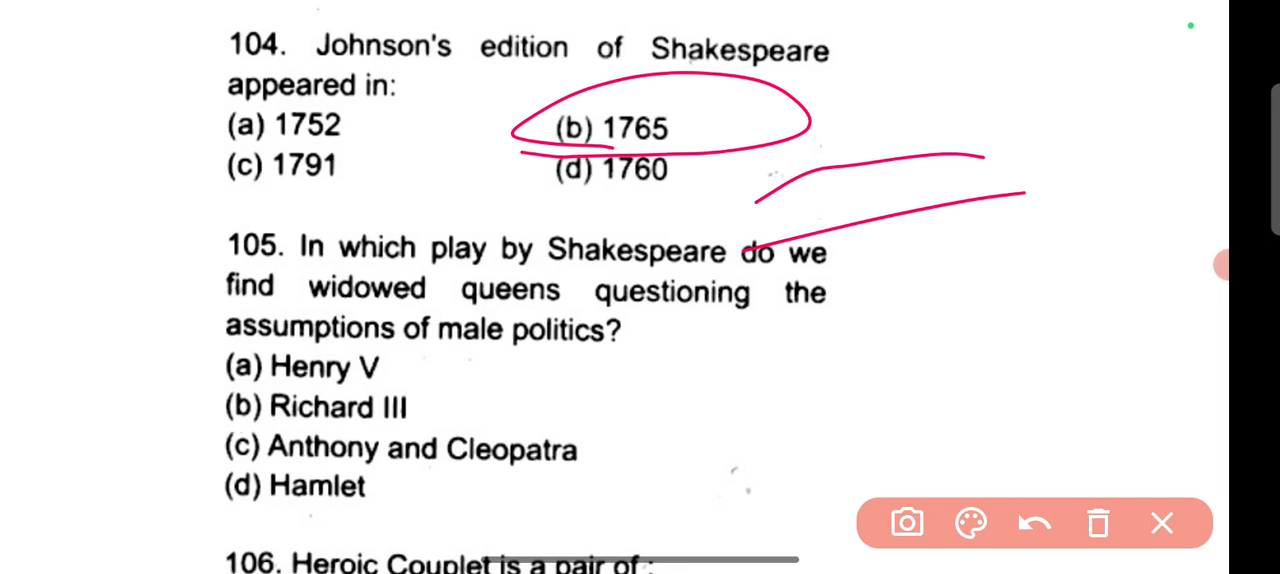 104. Johnson's edition of Shakespeare
appeared in:
(a) 1752 (b) 1765
(c) 1791 (d) 1760
105. In which play by Shakespeare do we
find widowed queens questioning the
assumptions of male politics?
(a) Henry V
(b) Richard III
(c) Anthony and Cleopatra
(d) Hamlet
106. Heroic Couplet is a pair of :